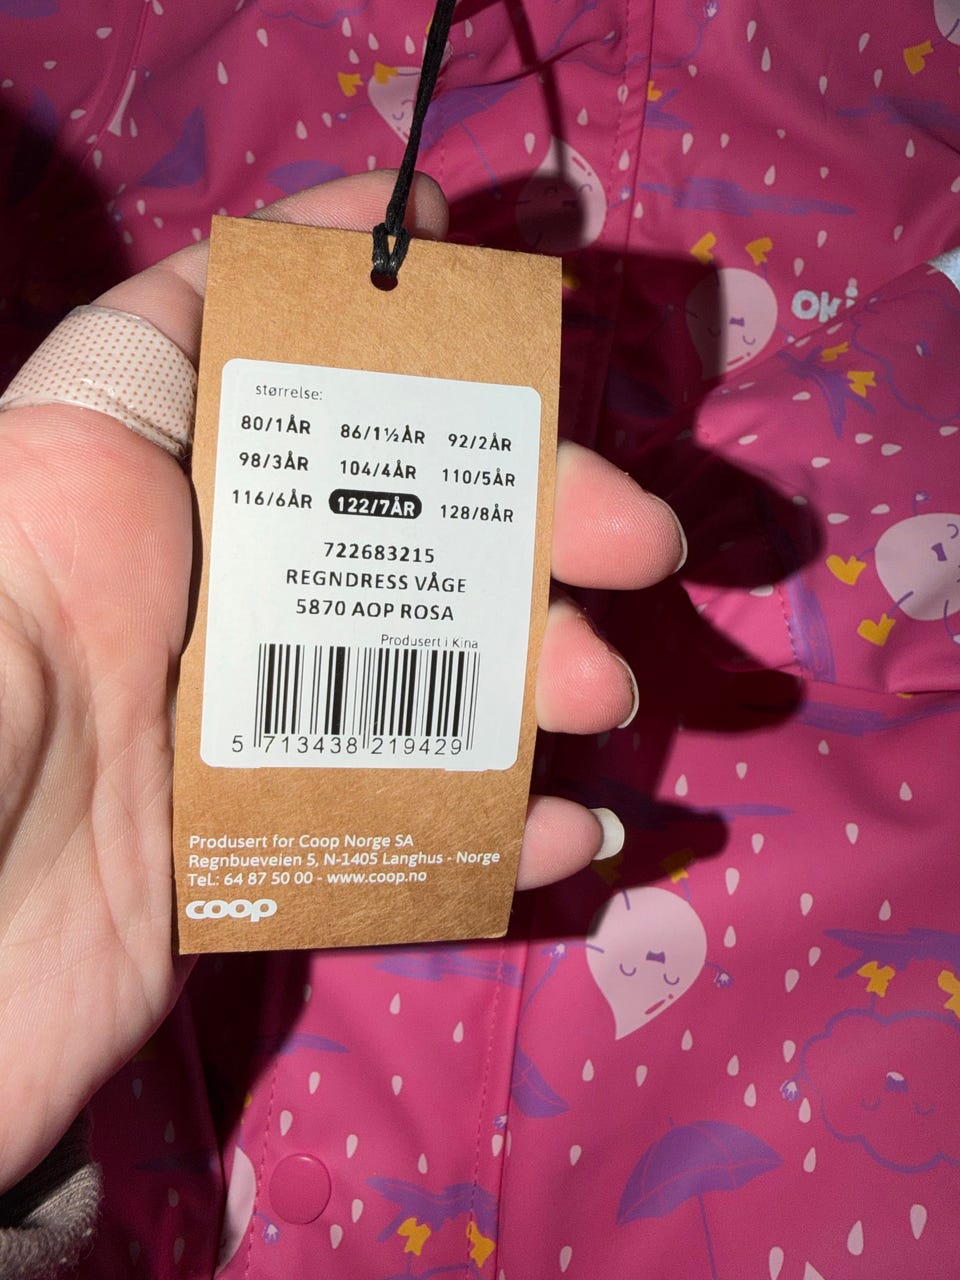 størrelse:
80/1ÅR 86/1½ÅR 92/2ÅR
98/3ÅR 104/4ÅR 110/5ÅR
116/6ÅR 122/7ÅR 128/8ÅR
722683215
REGNDRESS VÅGE
5870 AOP ROSA
Produsert i Kina
5 713438 219429
Produsert for Coop Norge SA
Regnbueveien 5, N-1405 Langhus - Norge
Tel.: 64 87 50 00 - www.coop.no
coop